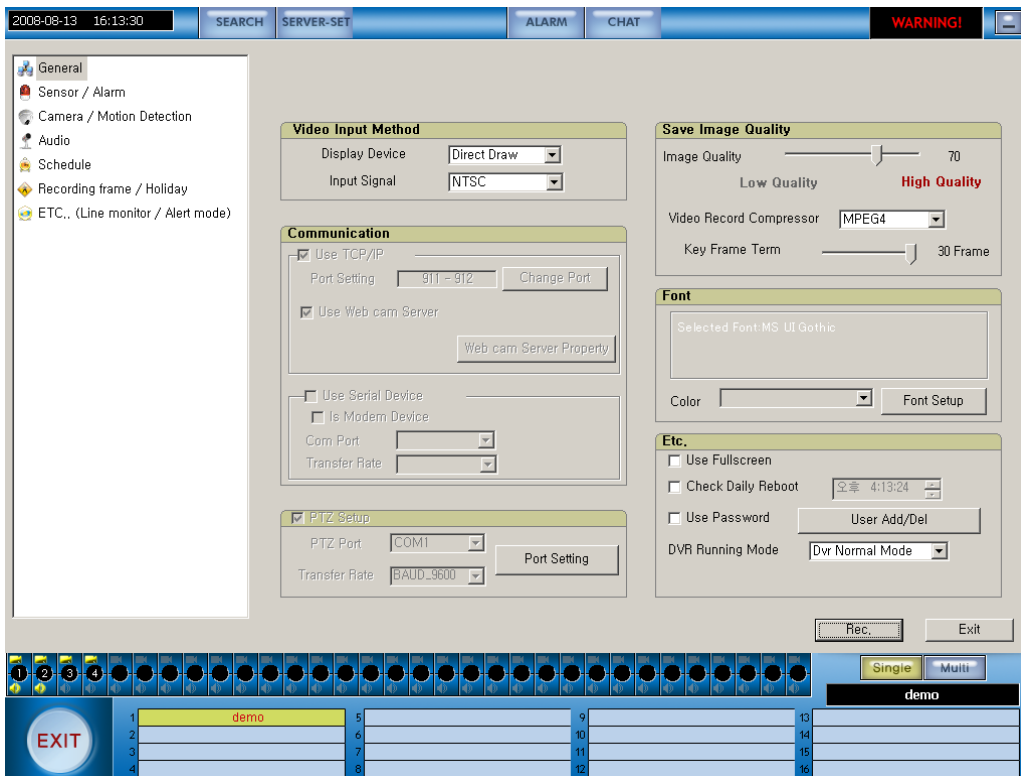 2008-08-13 16:13:30 SEARCH SERVER-SET ALARM CHAT WARNING!
General
Sensor / Alarm
Camera / Motion Detection
Audio
Schedule
Recording frame / Holiday
ETC,, (Line monitor / Alert mode)
Video Input Method
Display Device Direct Draw
Input Signal NTSC
Communication
Use TCP/IP
Port Setting 911 - 912 Change Port
Use Web cam Server
Web cam Server Property
Use Serial Device
Is Modem Device
Com Port
Transfer Rate
PTZ Setup
PTZ Port COM1
Port Setting
Transfer Rate BAUD_9600
Save Image Quality
Image Quality 70
Low Quality High Quality
Video Record Compressor MPEG4
Key Frame Term 30 Frame
Font
Selected Font:MS UI Gothic
Color Font Setup
Etc,
Use Fullscreen
Check Daily Reboot 오후 4:13:24
Use Password User Add/Del
DVR Running Mode Dvr Normal Mode
Rec, Exit
1 2 3 4
Single Multi
demo
EXIT
1 demo 5 9 13
2 6 10 14
3 7 11 15
4 8 12 16